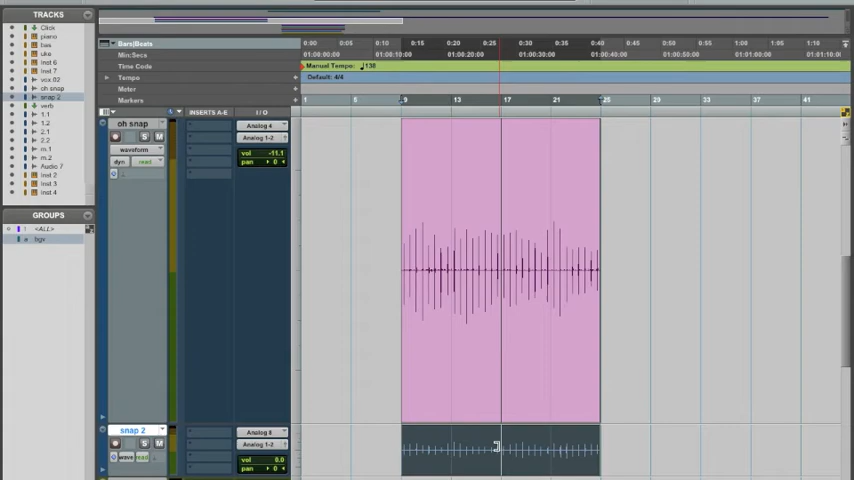 TRACKS
Click
piano
bas
uke
Inst 6
Inst 7
vox.02
oh snap
snap 2
verb
1.1
1.2
2.1
2.2
m.1
m.2
Audio 7
Inst 2
Inst 3
Inst 4
GROUPS
! <ALL>
a bgv
Bars|Beats
Min:Secs
Time Code
Tempo
Meter
Markers
0:00 0:05 0:10 0:15 0:20 0:25 0:30 0:35 0:40 0:45 0:50 0:55 1:00 1:05 1:10
01:00:00:00 01:00:10:00 01:00:20:00 01:00:30:00 01:00:40:00 01:00:50:00 01:01:00:00 01:01:10:0
Manual Tempo: ♩138
Default: 4/4
1 5 9 13 17 21 25 29 33 37 41
INSERTS A-E I / O
oh snap
S M
waveform
dyn read
Analog 4
Analog 1-2
vol -11.1
pan 0
snap 2
S M
wave read
Analog 8
Analog 1-2
vol 0.0
pan 0